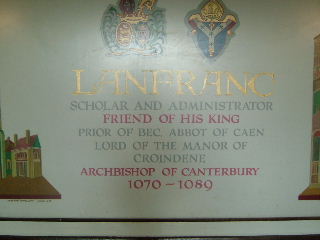 LANFRANC
SCHOLAR AND ADMINISTRATOR
FRIEND OF HIS KING
PRIOR OF BEC. ABBOT OF CAEN
LORD OF THE MANOR OF
CROINDENE
ARCHBISHOP OF CANTERBURY
1070-1089